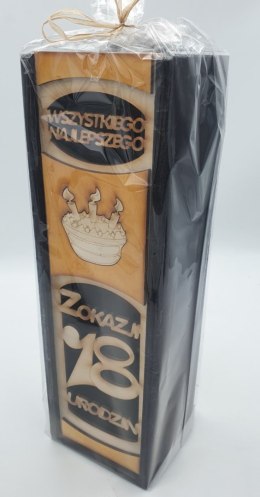 WSZYSTKIEGO
NAJLEPSZEGO
Z OKAZJI
18
URODZIN